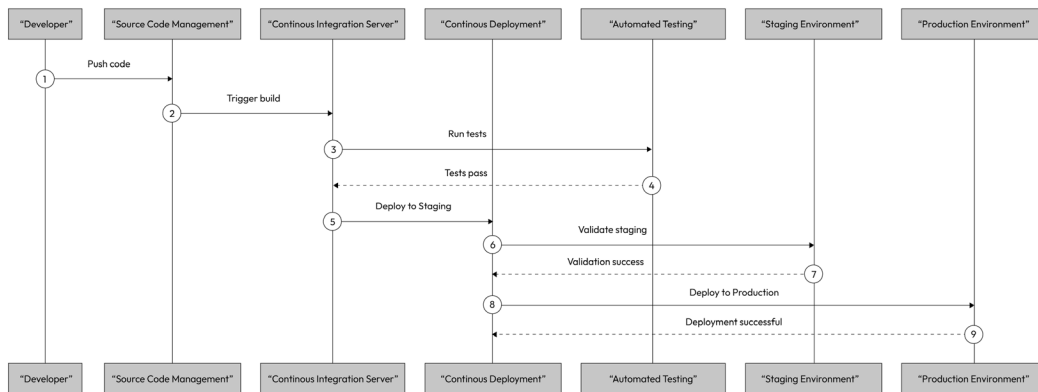 “Developer”
“Source Code Management”
“Continous Integration Server”
“Continous Deployment”
“Automated Testing”
“Staging Environment”
“Production Environment”
Push code
1
Trigger build
2
Run tests
3
Tests pass
4
Deploy to Staging
5
Validate staging
6
Validation success
7
Deploy to Production
8
Deployment successful
9
“Developer”
“Source Code Management”
“Continous Integration Server”
“Continous Deployment”
“Automated Testing”
“Staging Environment”
“Production Environment”